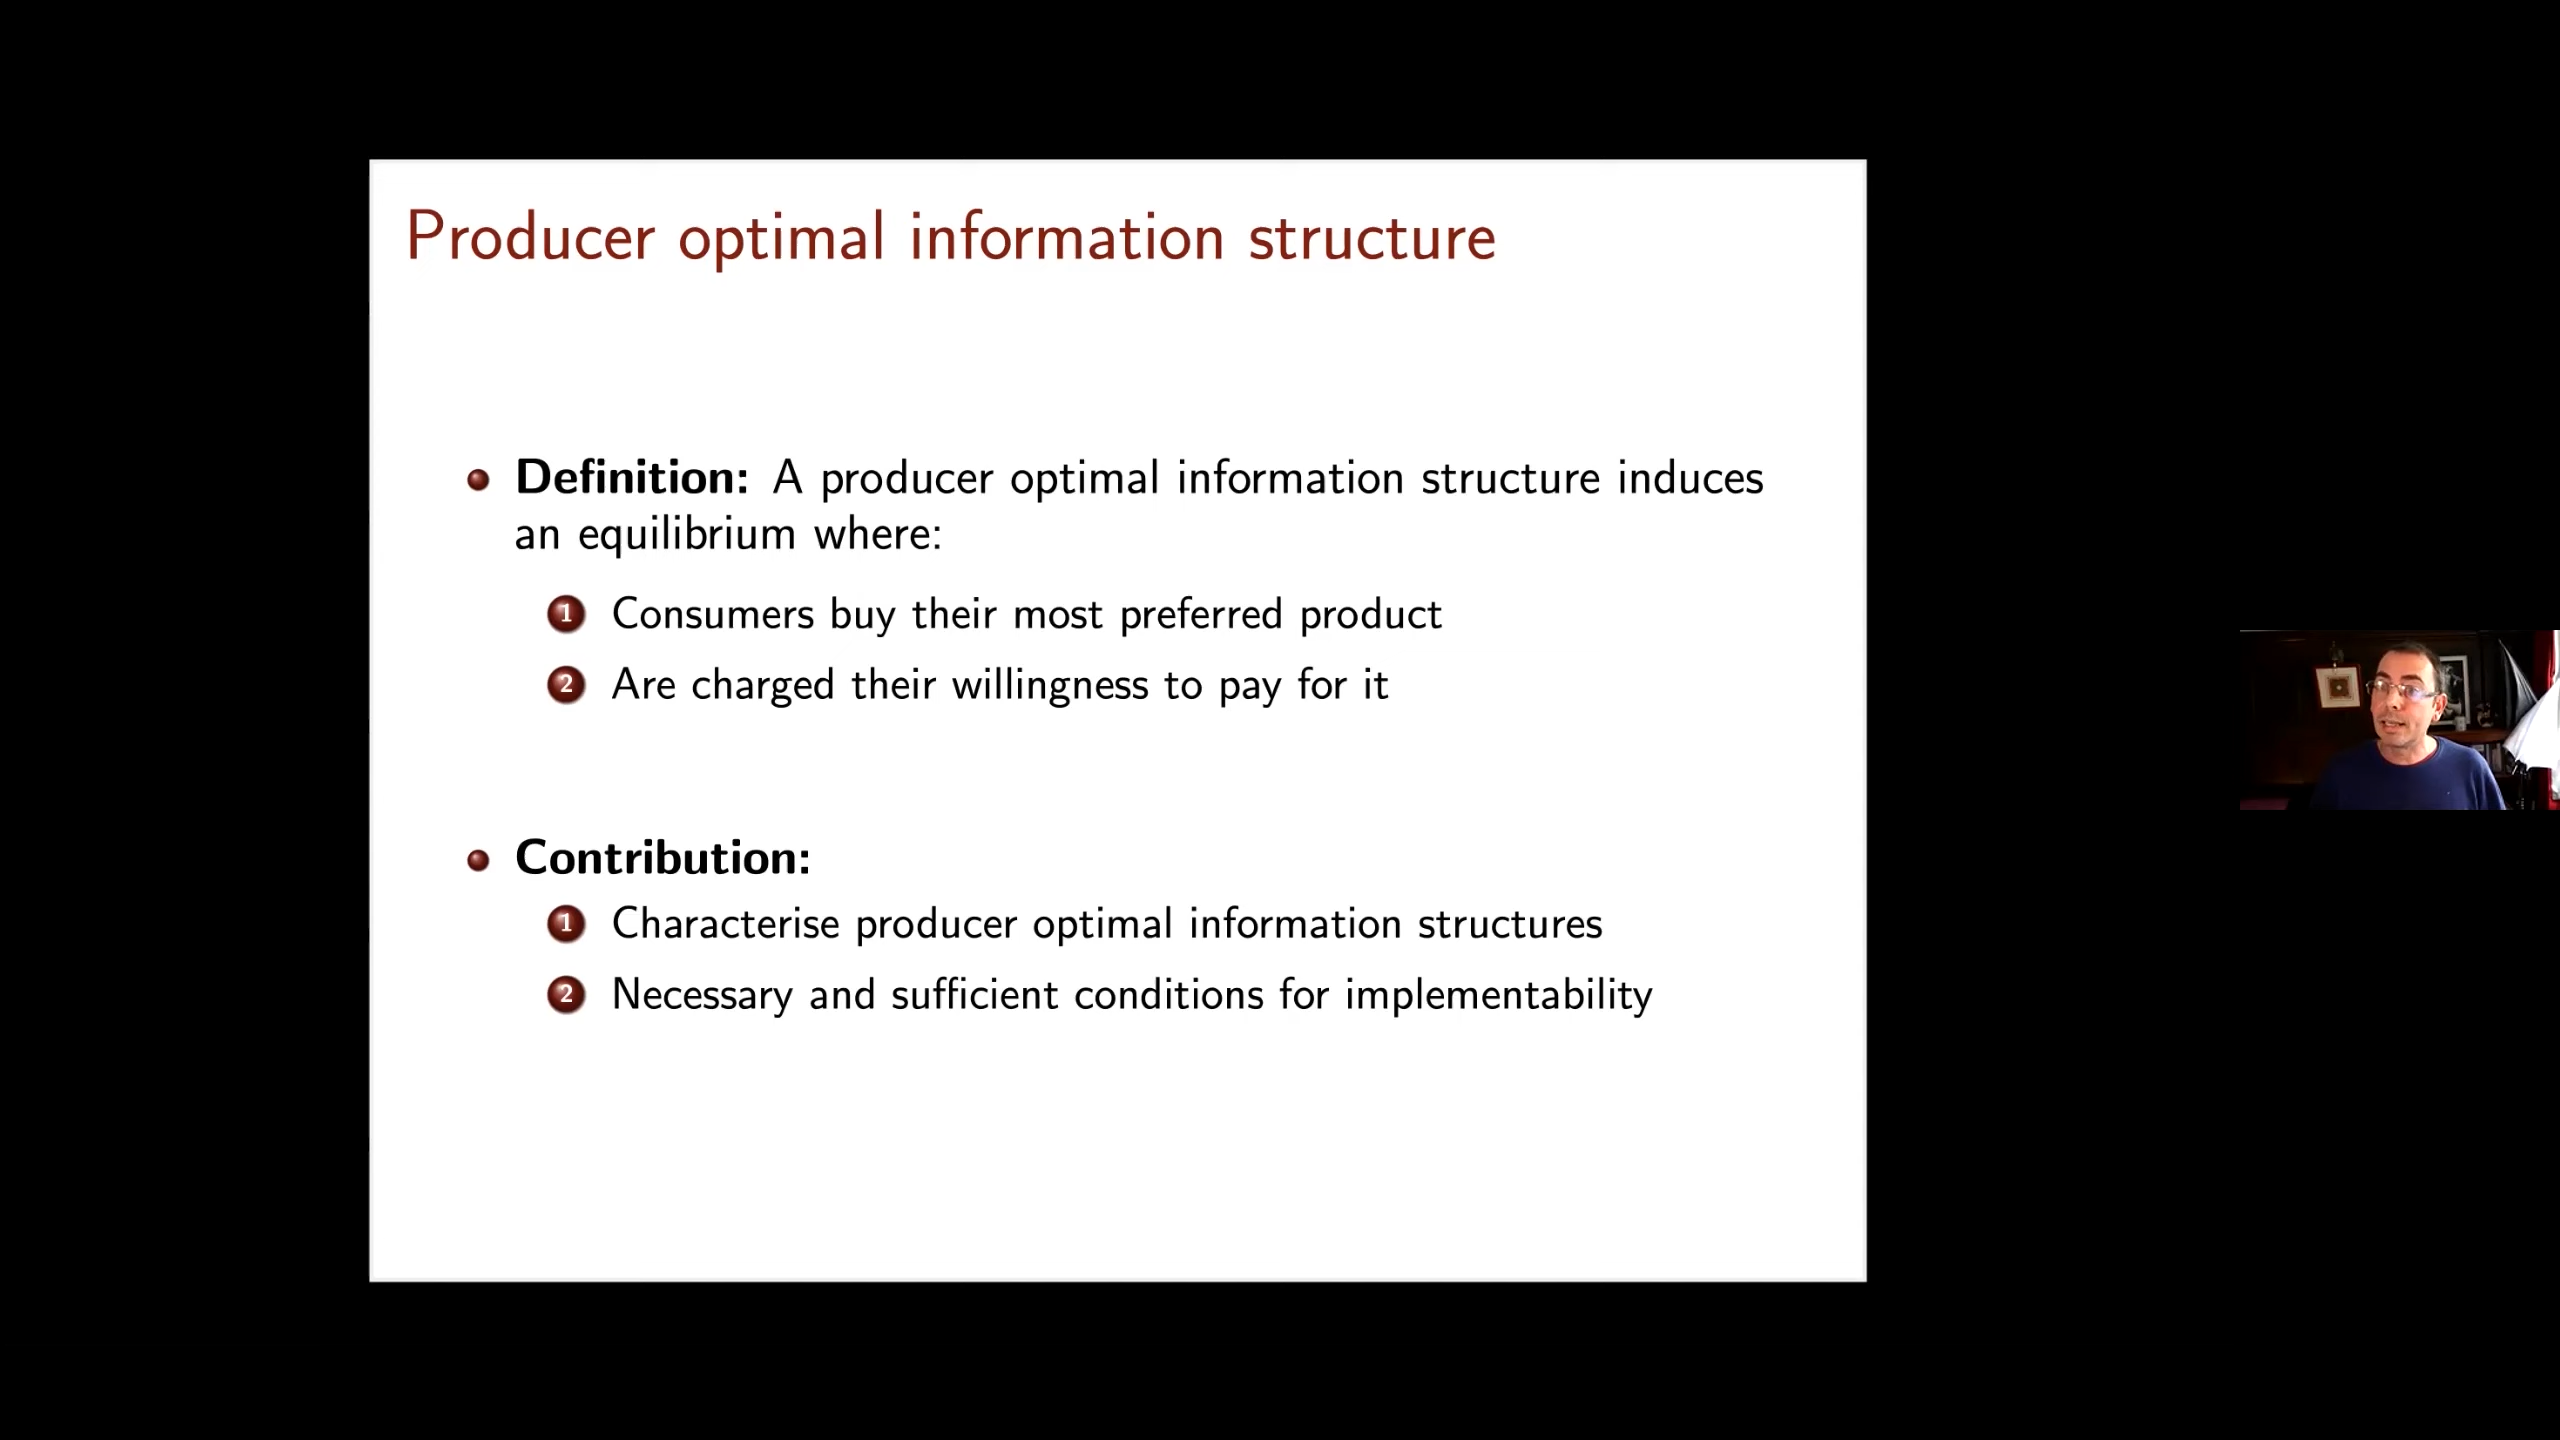 Producer optimal information structure
Definition: A producer optimal information structure induces
an equilibrium where:
1 Consumers buy their most preferred product
2 Are charged their willingness to pay for it
Contribution:
1 Characterise producer optimal information structures
2 Necessary and sufficient conditions for implementability